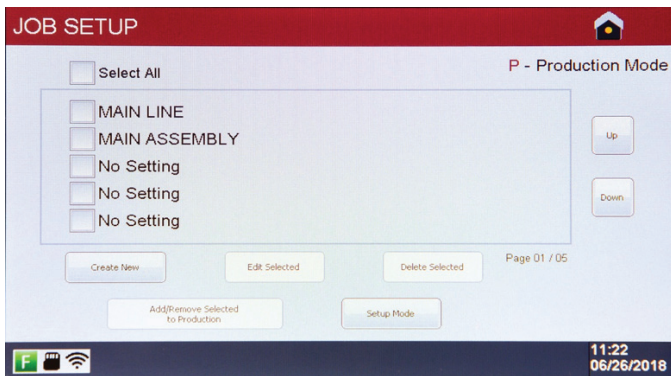 JOB SETUP
Select All
P - Production Mode
MAIN LINE
MAIN ASSEMBLY
No Setting
No Setting
No Setting
Up
Down
Create New
Edit Selected
Delete Selected
Page 01 / 05
Add/Remove Selected
to Production
Setup Mode
F
11:22
06/26/2018